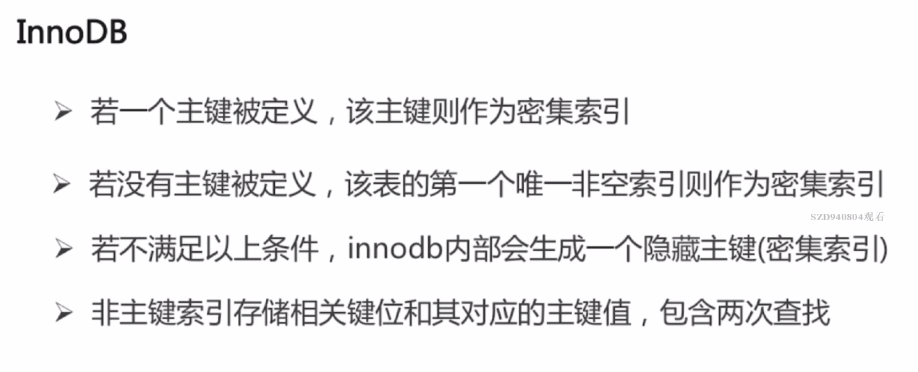 InnoDB
➢ 若一个主键被定义，该主键则作为密集索引
➢ 若没有主键被定义，该表的第一个唯一非空索引则作为密集索引
SZD940804观看
➢ 若不满足以上条件，innodb内部会生成一个隐藏主键(密集索引)
➢ 非主键索引存储相关键位和其对应的主键值，包含两次查找